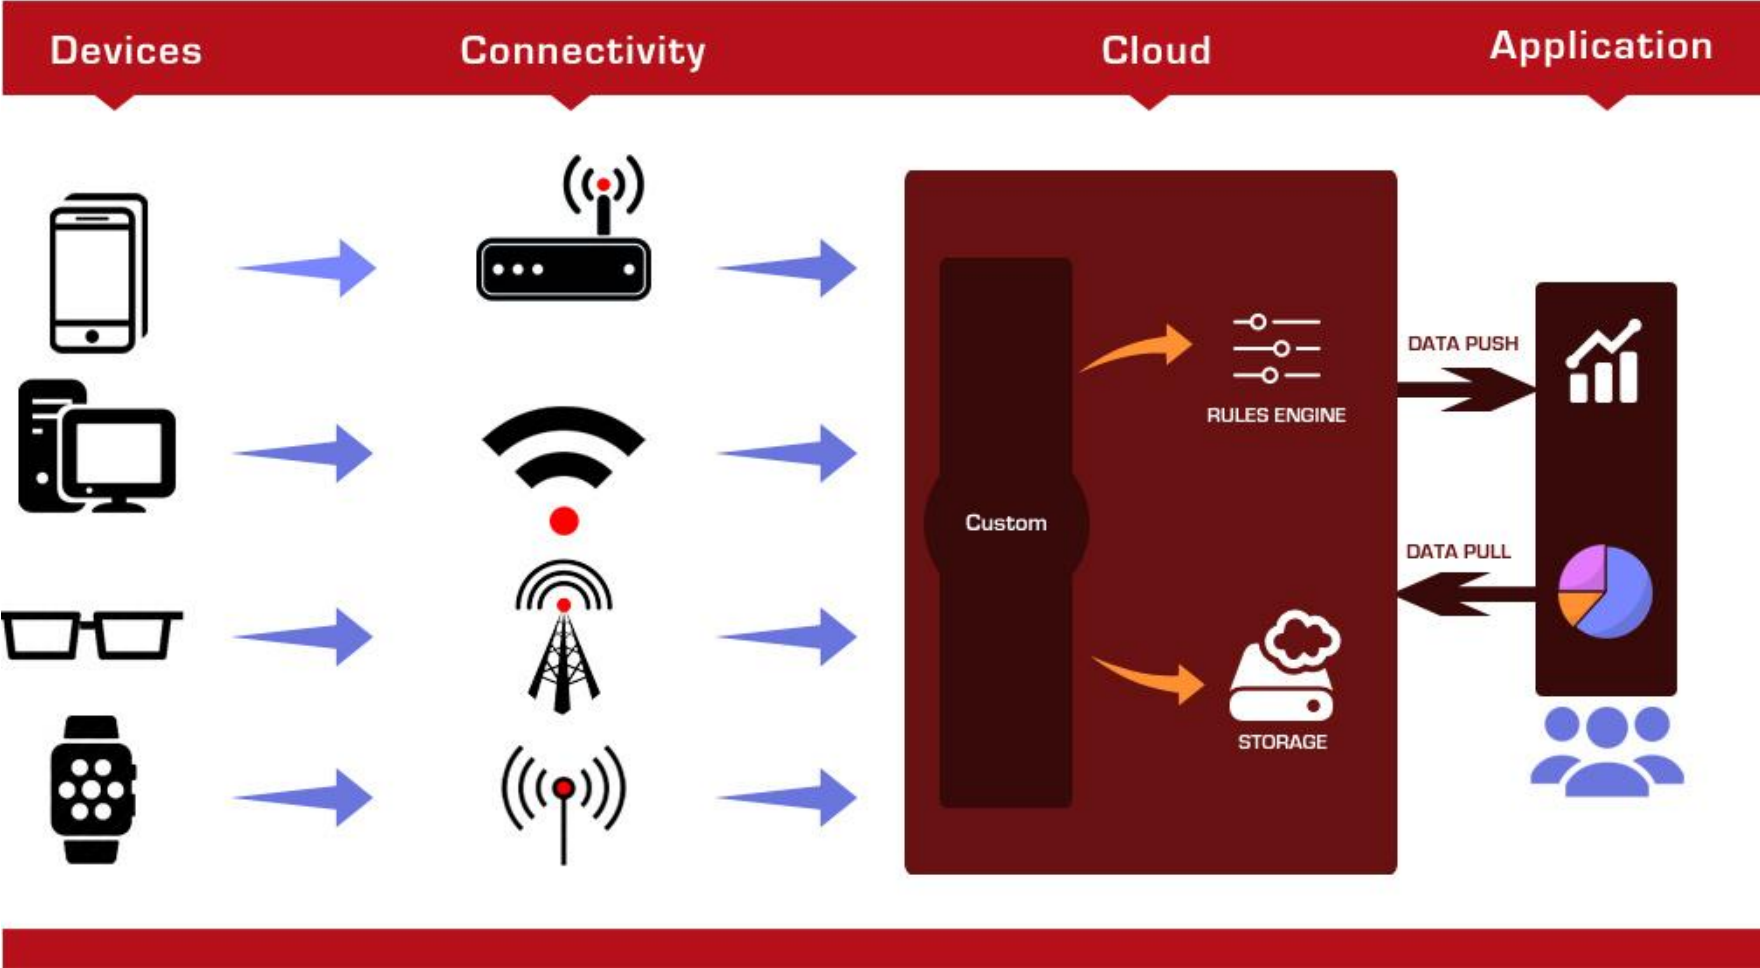 Devices
Connectivity
Cloud
Application
DATA PUSH
RULES ENGINE
Custom
DATA PULL
STORAGE